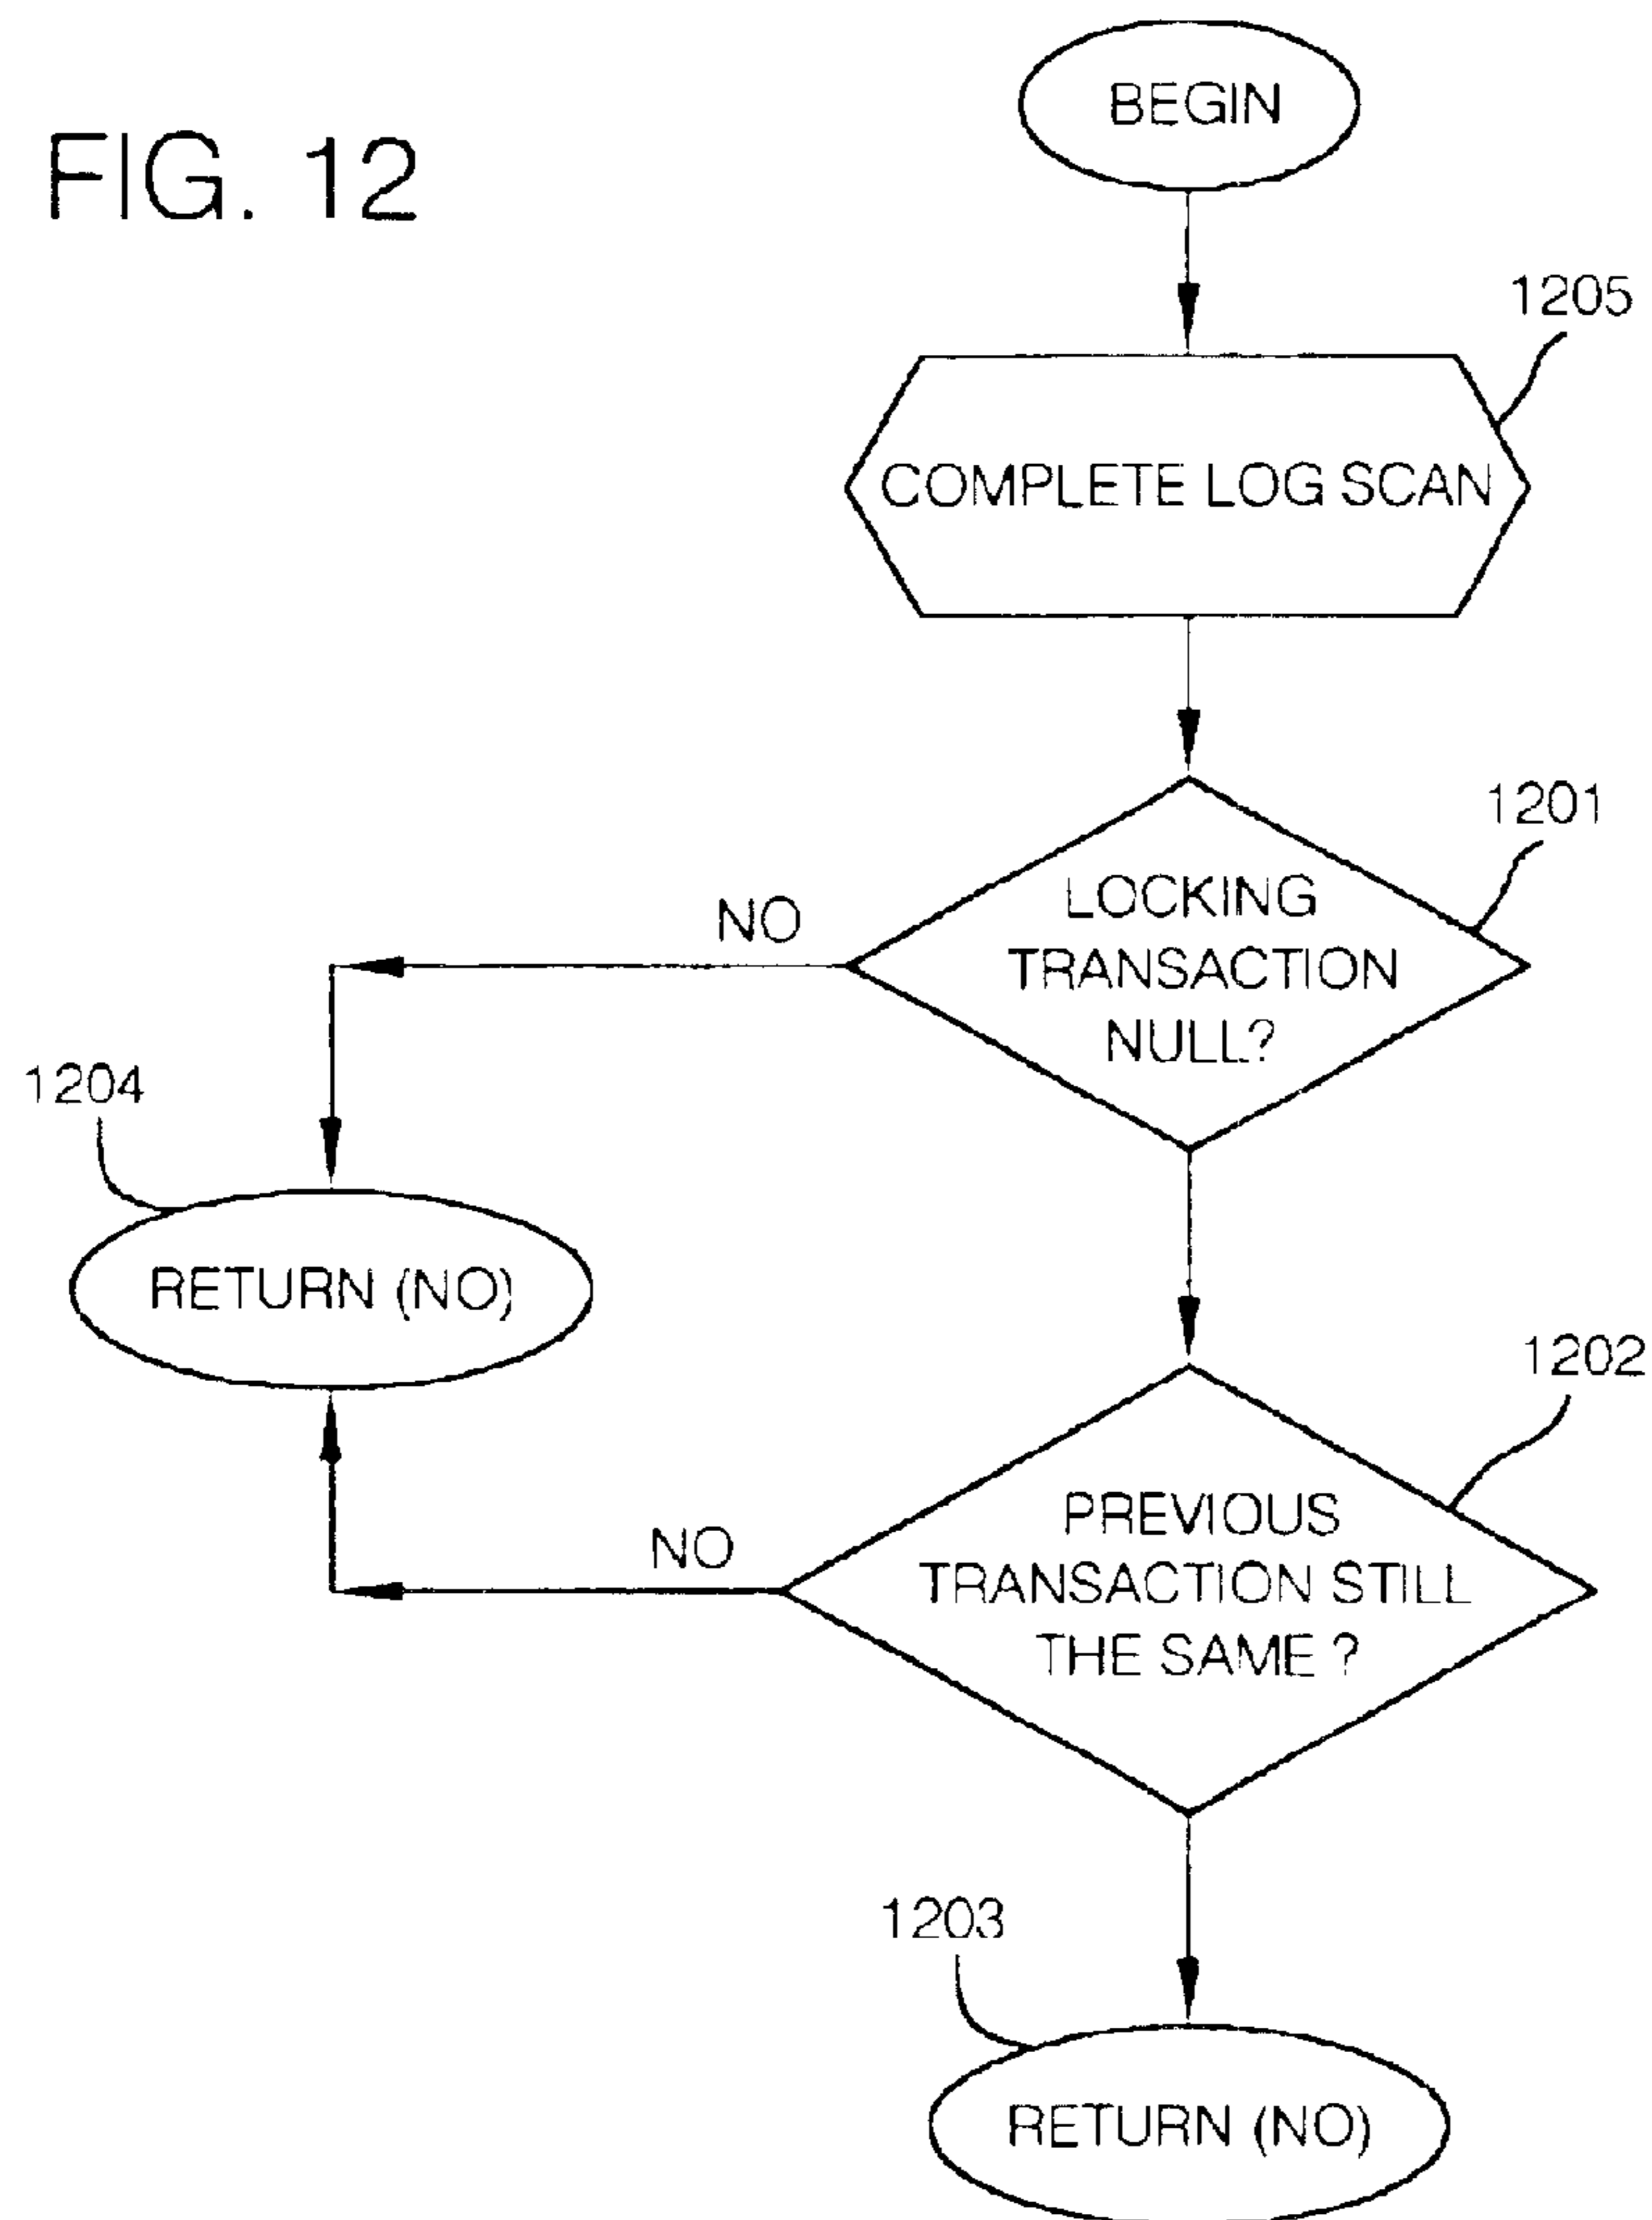 FIG. 12
BEGIN
1205
COMPLETE LOG SCAN
1201
LOCKING
TRANSACTION
NULL?
NO
1204
RETURN (NO)
1202
PREVIOUS
TRANSACTION STILL
THE SAME ?
NO
1203
RETURN (NO)